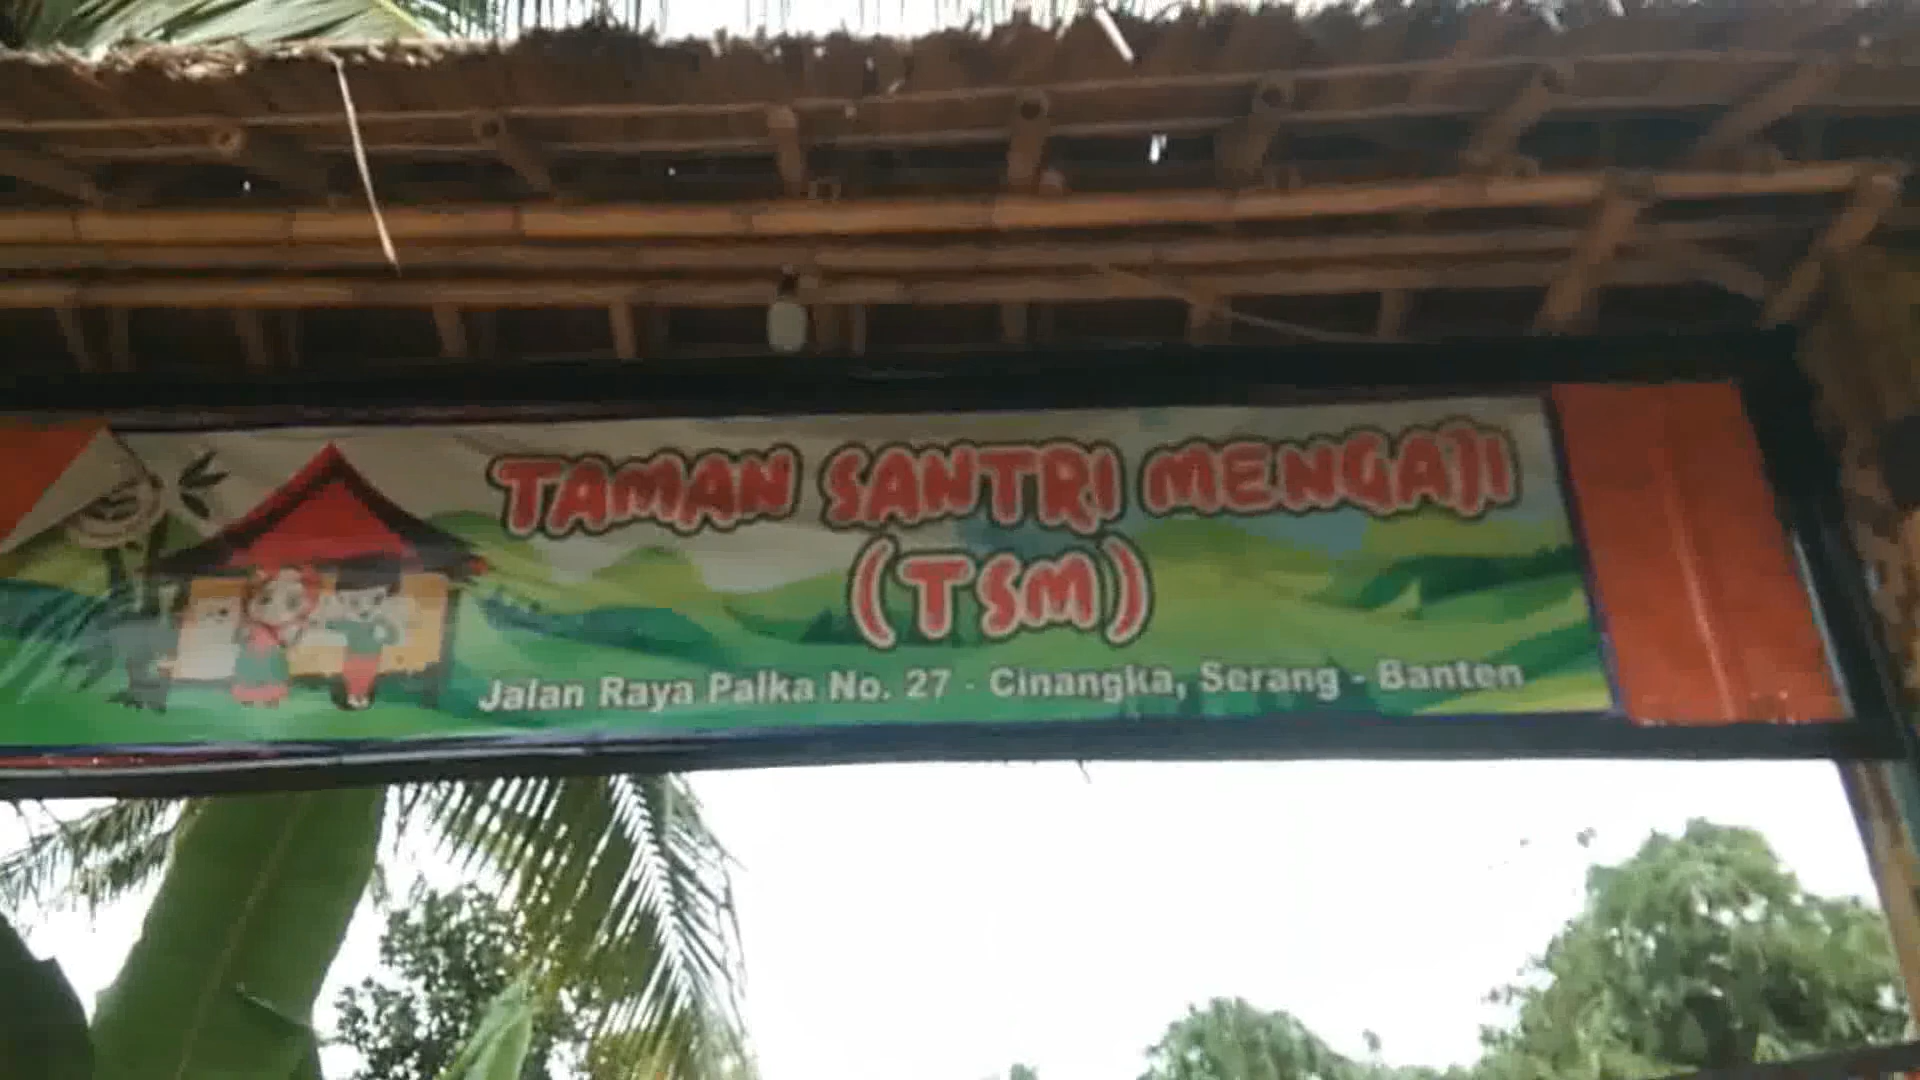 TAMAN SANTRI MENGAJI
(TSM)
Jalan Raya Palka No. 27 - Cinangka, Serang - Banten